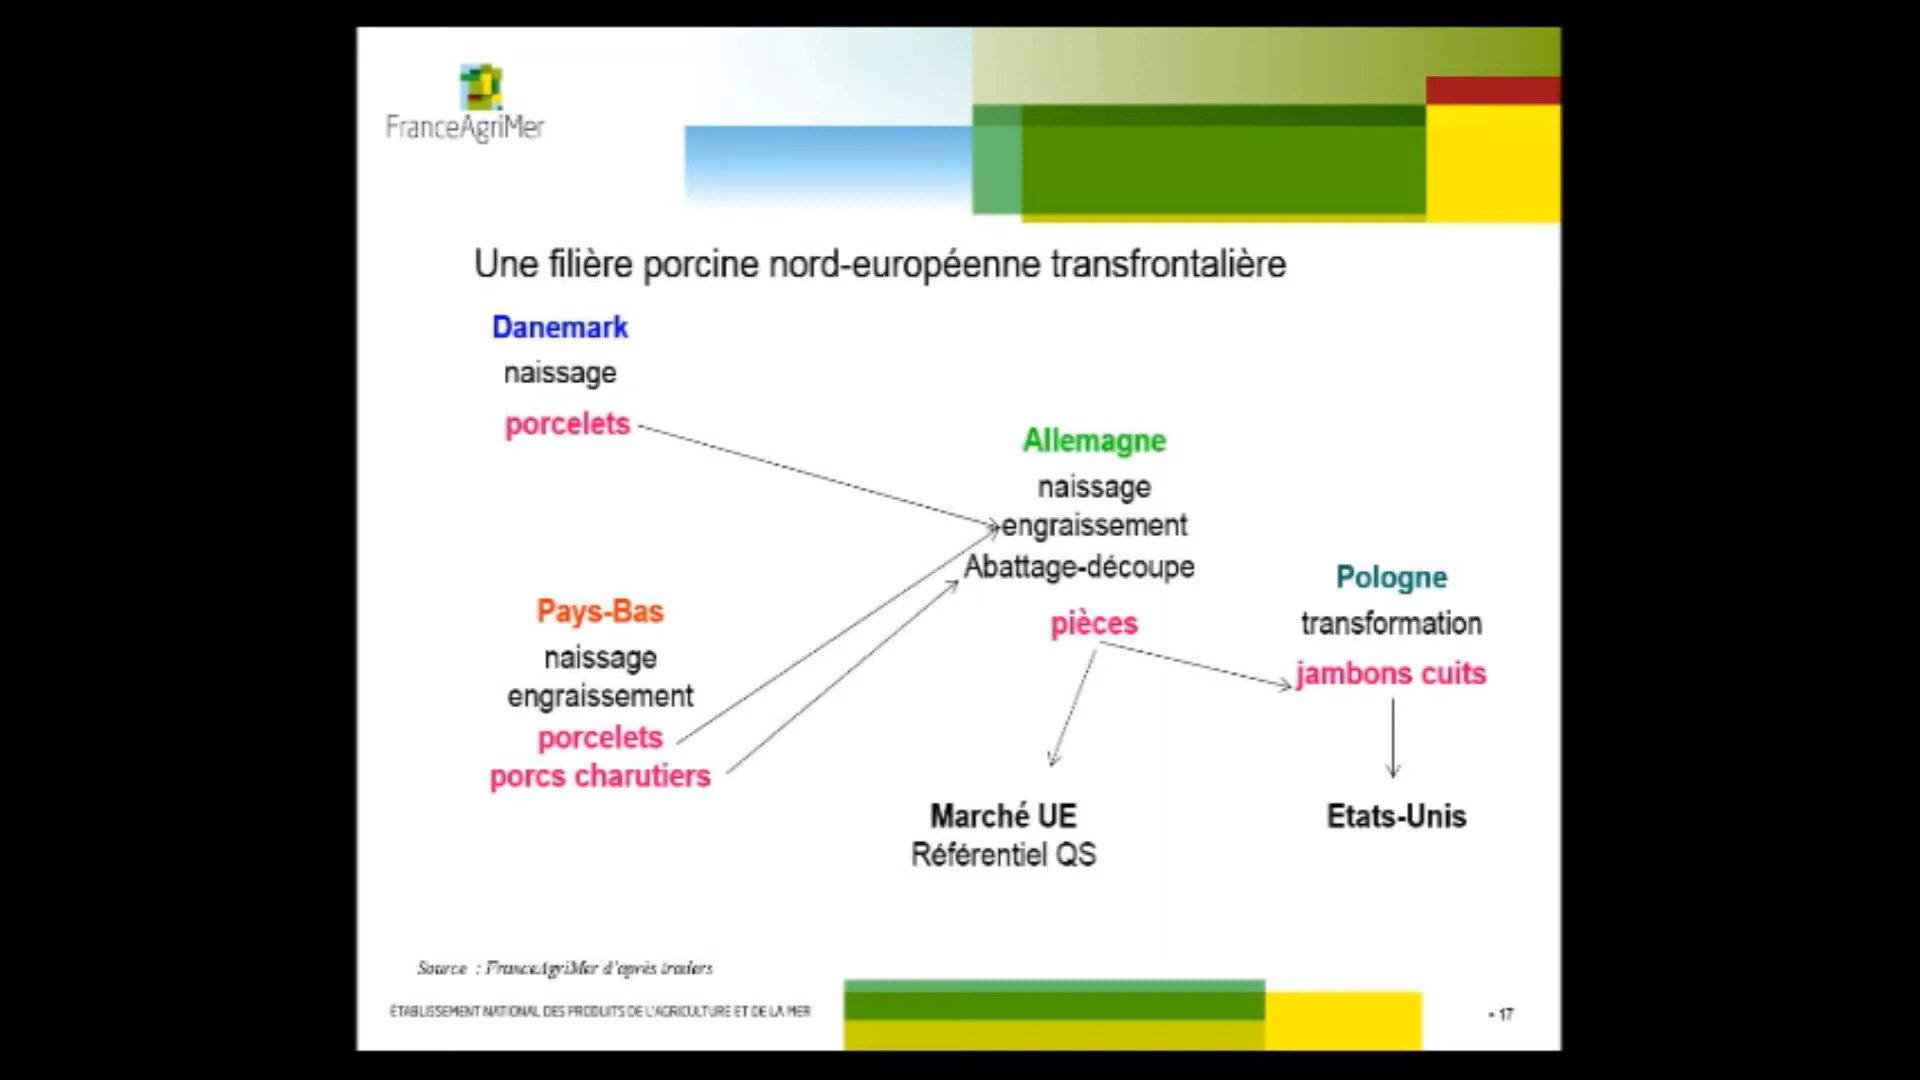 FranceAgriMer
Une filière porcine nord-européenne transfrontalière
Danemark
naissage
porcelets
Allemagne
naissage
engraissement
Abattage-découpe
pièces
Pays-Bas
naissage
engraissement
porcelets
porcs charutiers
Pologne
transformation
jambons cuits
Marché UE
Référentiel QS
Etats-Unis
Source : FranceAgriMer d'après traders
ÉTABLISSEMENT NATIONAL DES PRODUITS DE L'AGRICULTURE ET DE LA MER
• 17